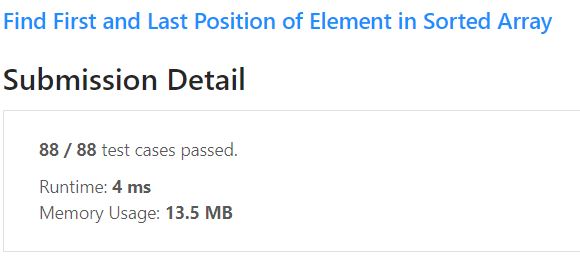 Find First and Last Position of Element in Sorted Array
Submission Detail
88 / 88 test cases passed.
Runtime: 4 ms
Memory Usage: 13.5 MB